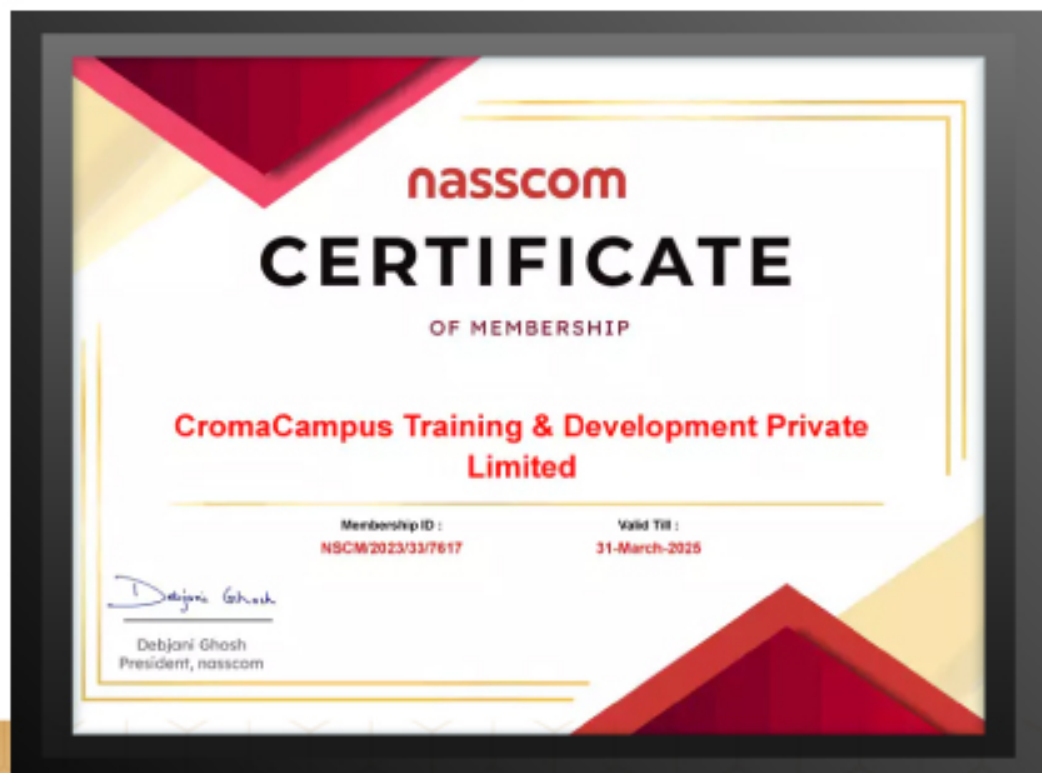 nasscom
CERTIFICATE
OF MEMBERSHIP
CromaCampus Training & Development Private
Limited
Membership ID :
NSCM/2023/33/7617
Valid Till :
31-March-2025
Debjani Ghosh
Debjani Ghosh
President, nasscom